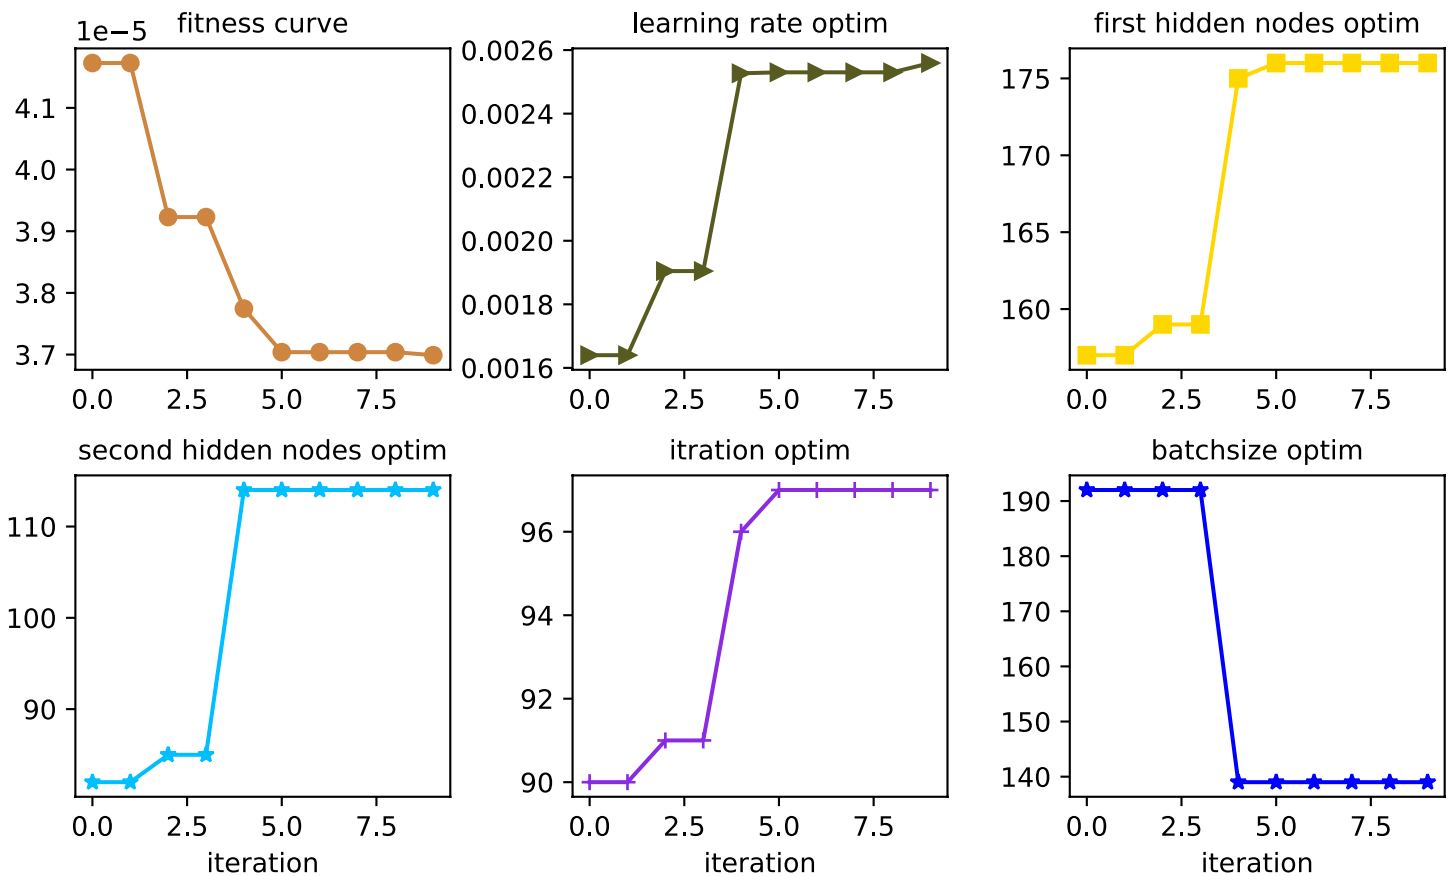 1e−5
fitness curve
4.1
4.0
3.9
3.8
3.7
0.0 2.5 5.0 7.5
learning rate optim
0.0026
0.0024
0.0022
0.0020
0.0018
0.0016
0.0 2.5 5.0 7.5
first hidden nodes optim
175
170
165
160
0.0 2.5 5.0 7.5
second hidden nodes optim
110
100
90
0.0 2.5 5.0 7.5
iteration
itration optim
96
94
92
90
0.0 2.5 5.0 7.5
iteration
batchsize optim
190
180
170
160
150
140
0.0 2.5 5.0 7.5
iteration